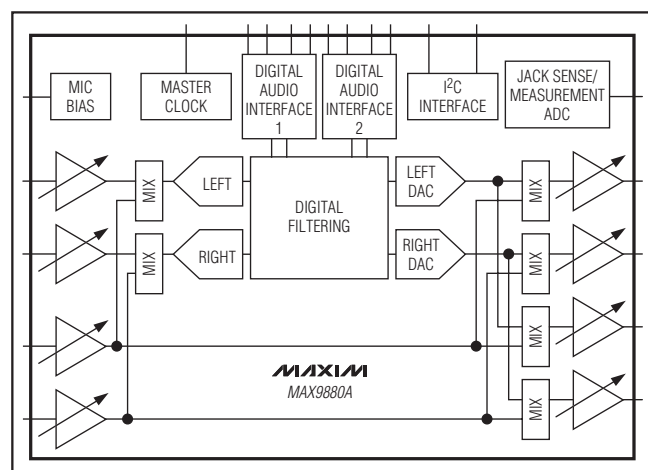 MIC
BIAS
MASTER
CLOCK
DIGITAL
AUDIO
INTERFACE
1
DIGITAL
AUDIO
INTERFACE
2
I²C
INTERFACE
JACK SENSE/
MEASUREMENT
ADC
MIX
LEFT
DIGITAL
FILTERING
LEFT
DAC
MIX
MIX
RIGHT
RIGHT
DAC
MIX
MIX
MIX
MAXIM
MAX9880A